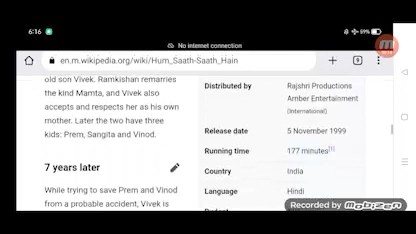 6:16
59%
No internet connection
en.m.wikipedia.org/wiki/Hum_Saath-Saath_Hain
9
old son Vivek. Ramkishan remarries
the kind Mamta, and Vivek also
accepts and respects her as his own
mother. Later the two have three
kids: Prem, Sangita and Vinod.
7 years later
While trying to save Prem and Vinod
from a probable accident, Vivek is
Distributed by Rajshri Productions
Amber Entertainment
(International)
Release date 5 November 1999
Running time 177 minutes[1]
Country India
Language Hindi
Recorded by MOBIZEN